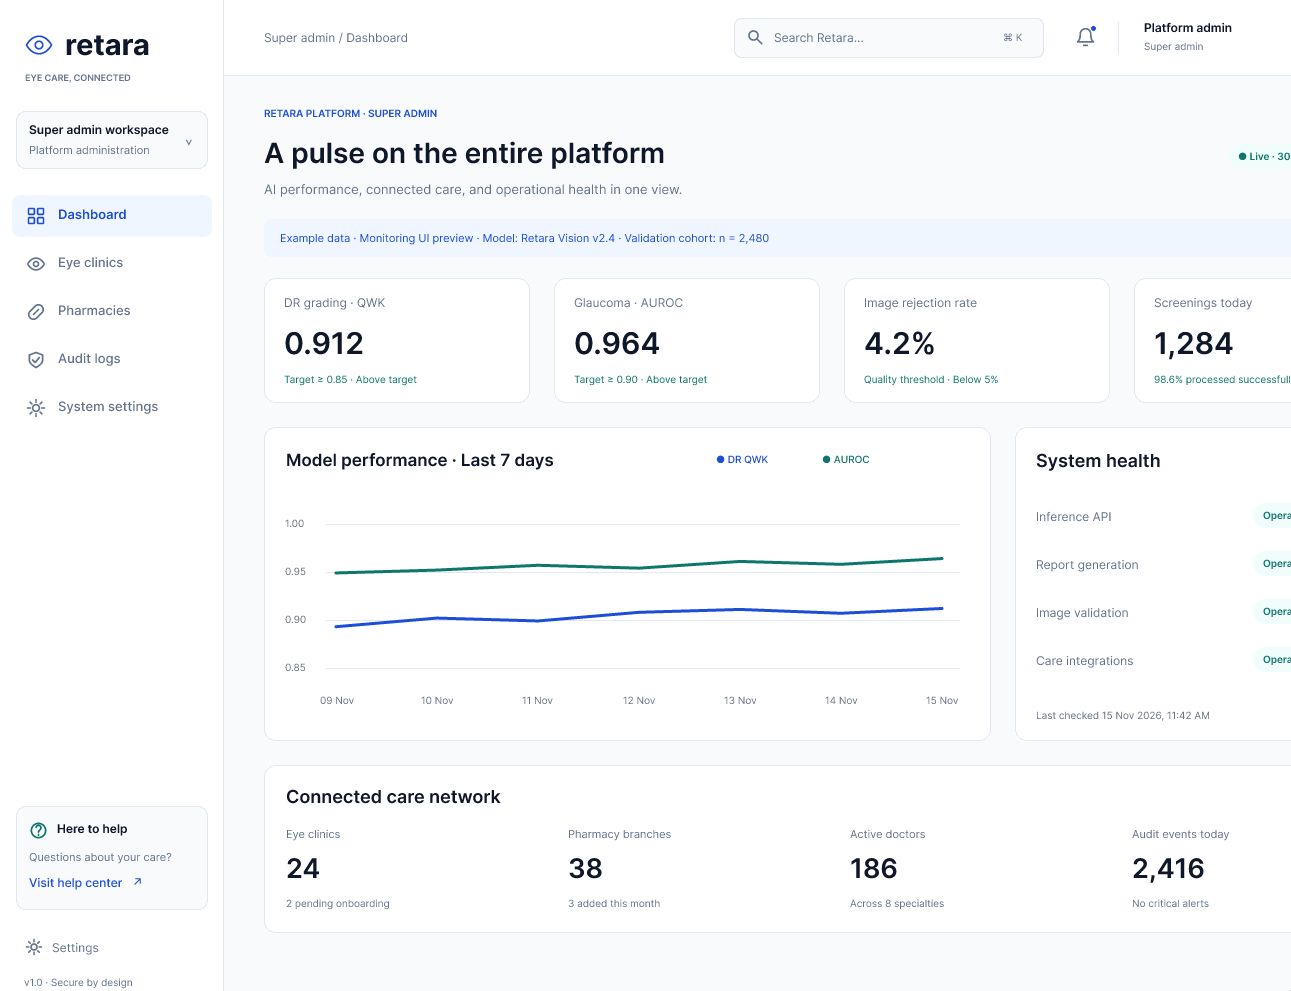 retara
EYE CARE, CONNECTED
Super admin workspace
Platform administration
Dashboard
Eye clinics
Pharmacies
Audit logs
System settings
Here to help
Questions about your care?
Visit help center
Settings
v1.0 · Secure by design
Super admin / Dashboard
Search Retara...
⌘ K
Platform admin
Super admin
RETARA PLATFORM · SUPER ADMIN
A pulse on the entire platform
Live · 30
AI performance, connected care, and operational health in one view.
Example data · Monitoring UI preview · Model: Retara Vision v2.4 · Validation cohort: n = 2,480
DR grading · QWK
0.912
Target ≥ 0.85 · Above target
Glaucoma · AUROC
0.964
Target ≥ 0.90 · Above target
Image rejection rate
4.2%
Quality threshold · Below 5%
Screenings today
1,284
98.6% processed successfull
Model performance · Last 7 days
DR QWK
AUROC
1.00
0.95
0.90
0.85
09 Nov
10 Nov
11 Nov
12 Nov
13 Nov
14 Nov
15 Nov
System health
Inference API
Opera
Report generation
Opera
Image validation
Opera
Care integrations
Opera
Last checked 15 Nov 2026, 11:42 AM
Connected care network
Eye clinics
24
2 pending onboarding
Pharmacy branches
38
3 added this month
Active doctors
186
Across 8 specialties
Audit events today
2,416
No critical alerts